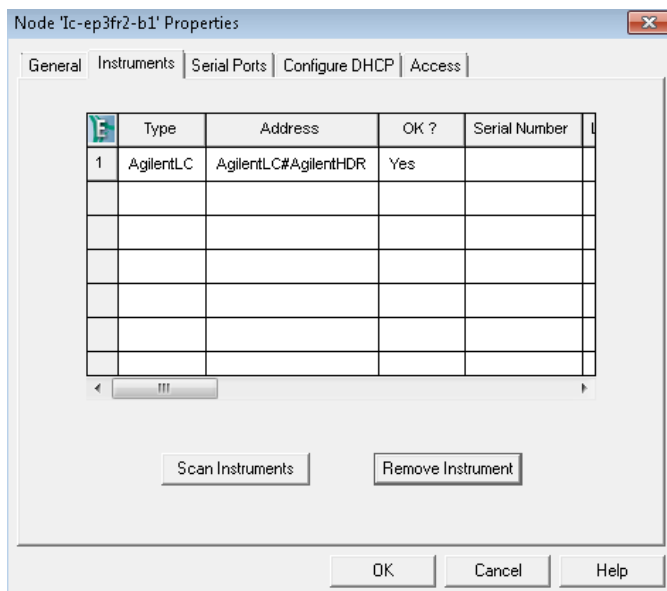 Node 'Ic-ep3fr2-b1' Properties
General Instruments Serial Ports Configure DHCP Access
Type Address OK ? Serial Number L
1 AgilentLC AgilentLC#AgilentHDR Yes
Scan Instruments Remove Instrument
OK Cancel Help